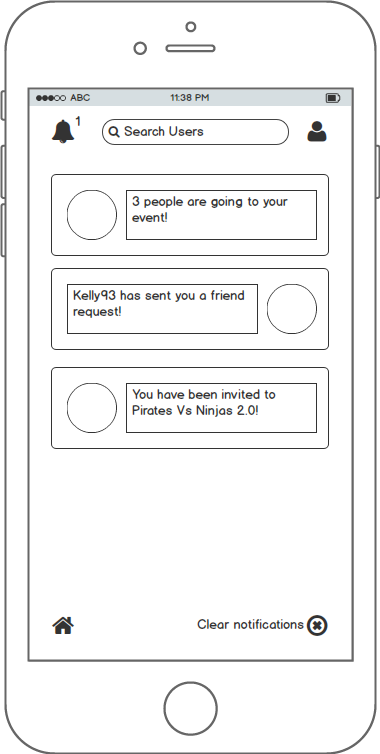 ABC 11:38 PM
1
Search Users
3 people are going to your
event!
Kelly93 has sent you a friend
request!
You have been invited to
Pirates Vs Ninjas 2.0!
Clear notifications